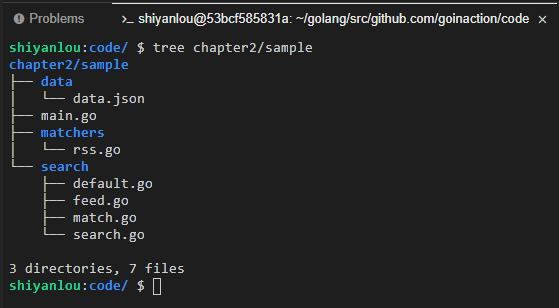 Problems
>_ shiyanlou@53bcf585831a: ~/golang/src/github.com/goinaction/code ×
shiyanlou:code/ $ tree chapter2/sample
chapter2/sample
├── data
│   └── data.json
├── main.go
├── matchers
│   └── rss.go
└── search
    ├── default.go
    ├── feed.go
    ├── match.go
    └── search.go
3 directories, 7 files
shiyanlou:code/ $